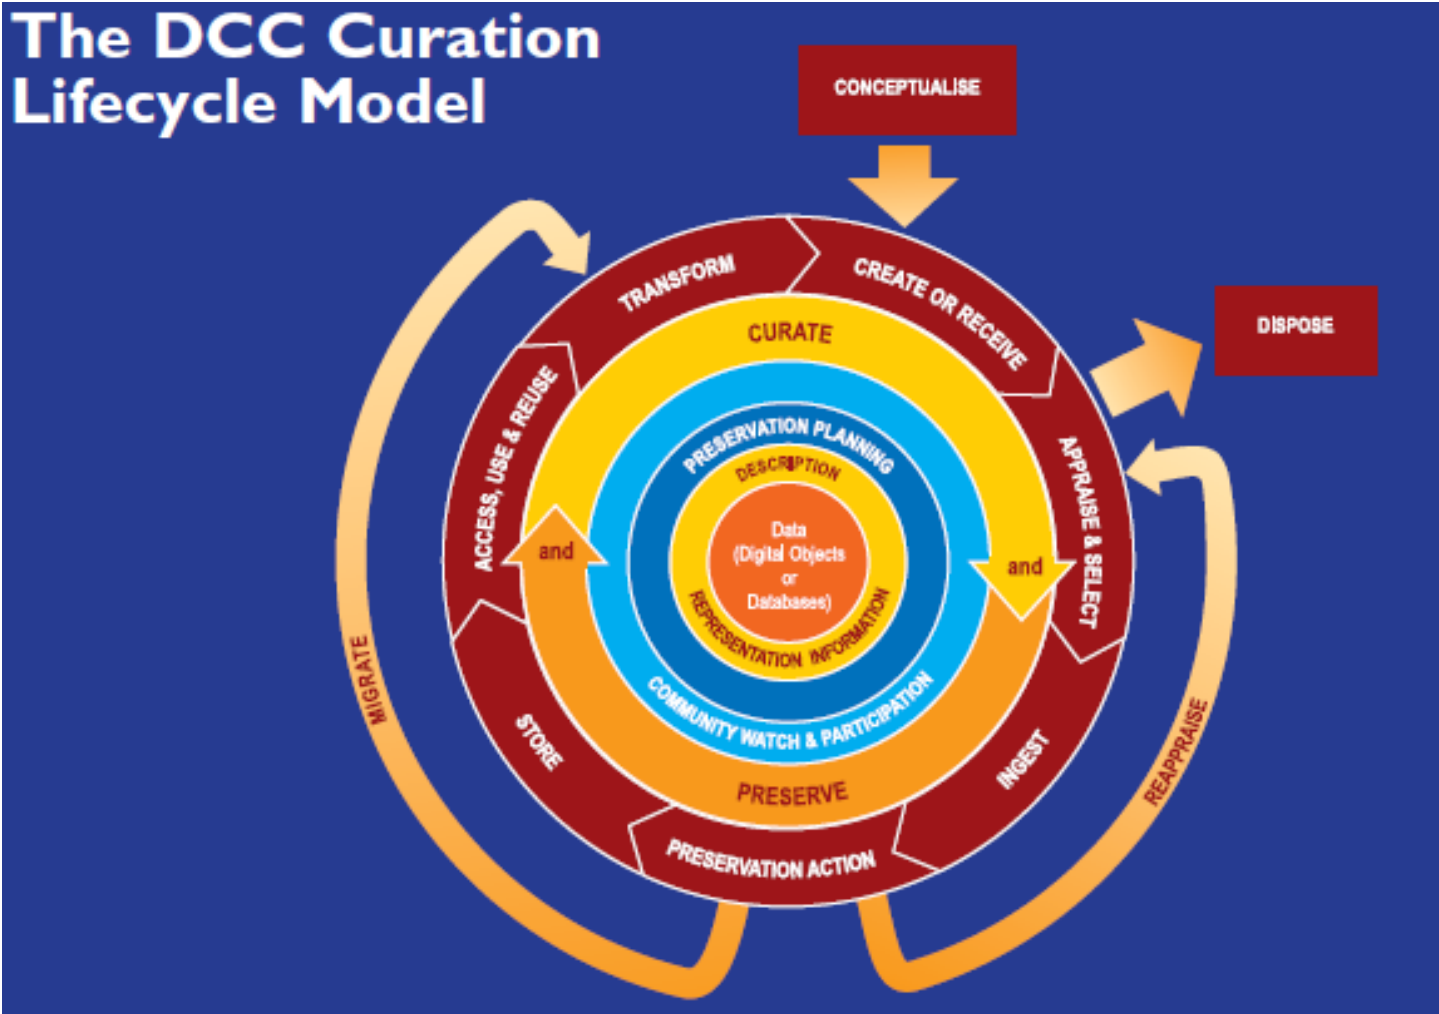 The DCC Curation
Lifecycle Model
CONCEPTUALISE
DISPOSE
TRANSFORM
CREATE OR RECEIVE
APPRAISE & SELECT
INGEST
PRESERVATION ACTION
STORE
ACCESS, USE & REUSE
CURATE
and
PRESERVE
and
PRESERVATION PLANNING
COMMUNITY WATCH & PARTICIPATION
DESCRIPTION
REPRESENTATION INFORMATION
Data
(Digital Objects
or
Databases)
MIGRATE
REAPPRAISE